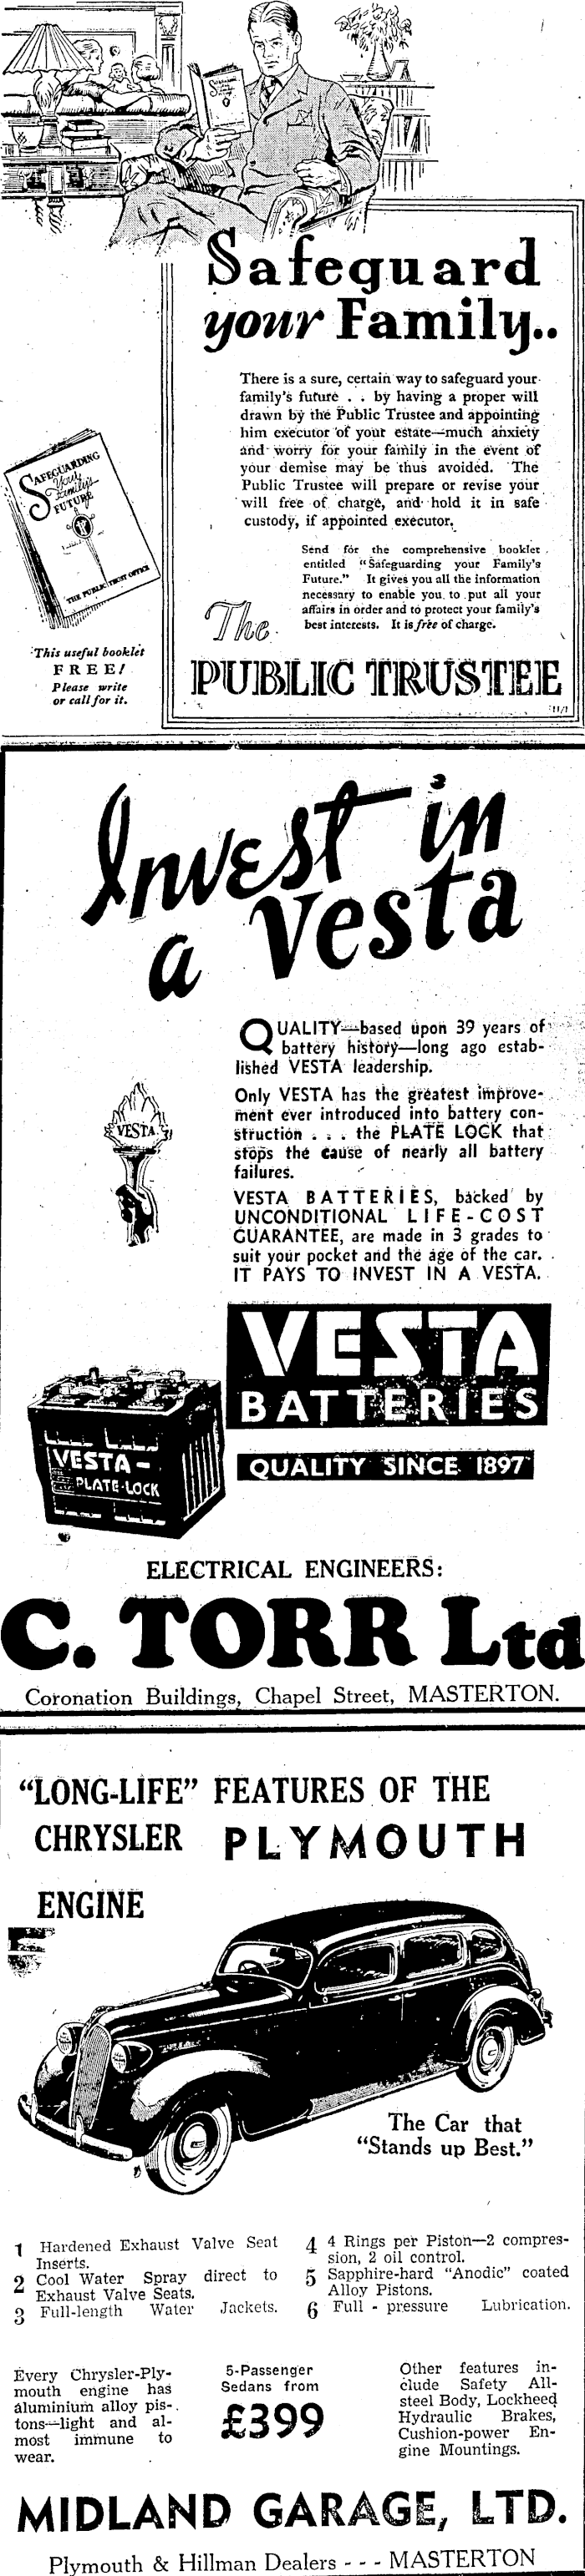 Safeguard
your Family..
There is a sure, certain way to safeguard your
family's future . . by having a proper will
drawn by the Public Trustee and appointing
him executor of your estate—much anxiety
and worry for your family in the event of
your demise may be thus avoided. The
Public Trustee will prepare or revise your
will free of charge, and hold it in safe
custody, if appointed executor.
SAFEGUARDING
Your
Family's
FUTURE
THE PUBLIC TRUST OFFICE
Send for the comprehensive booklet
entitled "Safeguarding your Family's
Future." It gives you all the information
necessary to enable you to put all your
affairs in order and to protect your family's
best interests. It is free of charge.
This useful booklet
FREE!
Please write
or call for it.
The
PUBLIC TRUSTEE
11/1
Invest in
a Vesta
QUALITY—based upon 39 years of
battery history—long ago estab-
lished VESTA leadership.
Only VESTA has the greatest improve-
ment ever introduced into battery con-
struction . . . the PLATE LOCK that
stops the cause of nearly all battery
failures.
VESTA BATTERIES, backed by
UNCONDITIONAL LIFE-COST
GUARANTEE, are made in 3 grades to
suit your pocket and the age of the car.
IT PAYS TO INVEST IN A VESTA.
VESTA
VESTA
BATTERIES
QUALITY SINCE 1897
VESTA
PLATE-LOCK
ELECTRICAL ENGINEERS:
C. TORR Ltd
Coronation Buildings, Chapel Street, MASTERTON.
"LONG-LIFE" FEATURES OF THE
CHRYSLER PLYMOUTH
ENGINE
The Car that
"Stands up Best."
1 Hardened Exhaust Valve Seat
Inserts.
2 Cool Water Spray direct to
Exhaust Valve Seats.
3 Full-length Water Jackets.
4 4 Rings per Piston—2 compres-
sion, 2 oil control.
5 Sapphire-hard "Anodic" coated
Alloy Pistons.
6 Full - pressure Lubrication.
Every Chrysler-Ply-
mouth engine has
aluminium alloy pis-
tons—light and al-
most immune to
wear.
5-Passenger
Sedans from
£399
Other features in-
clude Safety All-
steel Body, Lockheed
Hydraulic Brakes,
Cushion-power En-
gine Mountings.
MIDLAND GARAGE, LTD.
Plymouth & Hillman Dealers - - - MASTERTON